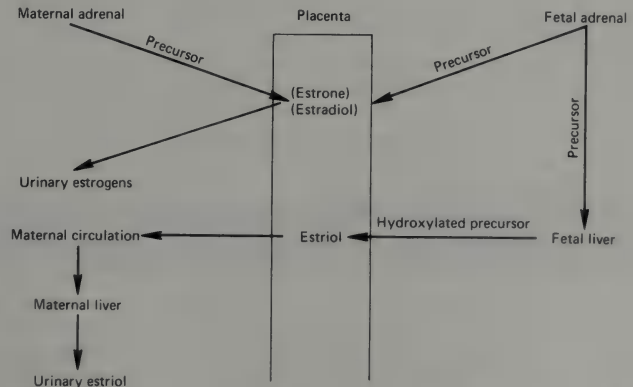 Maternal adrenal
Placenta
Fetal adrenal
Precursor
Precursor
(Estrone)
(Estradiol)
Precursor
Urinary estrogens
Maternal circulation
Estriol
Hydroxylated precursor
Fetal liver
Maternal liver
Urinary estriol